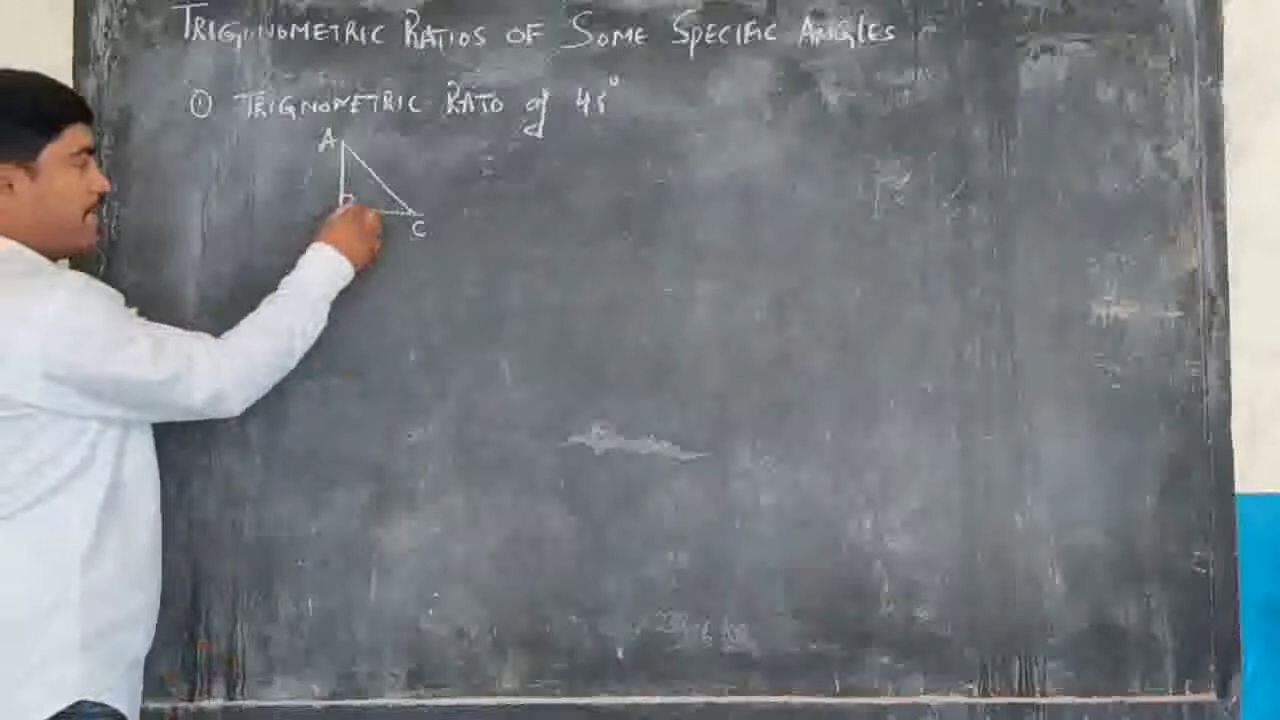 TRIGONOMETRIC RATIOS OF SOME SPECIFIC ANGLES
① TRIGNOMETRIC RATIO of 45°
A
C